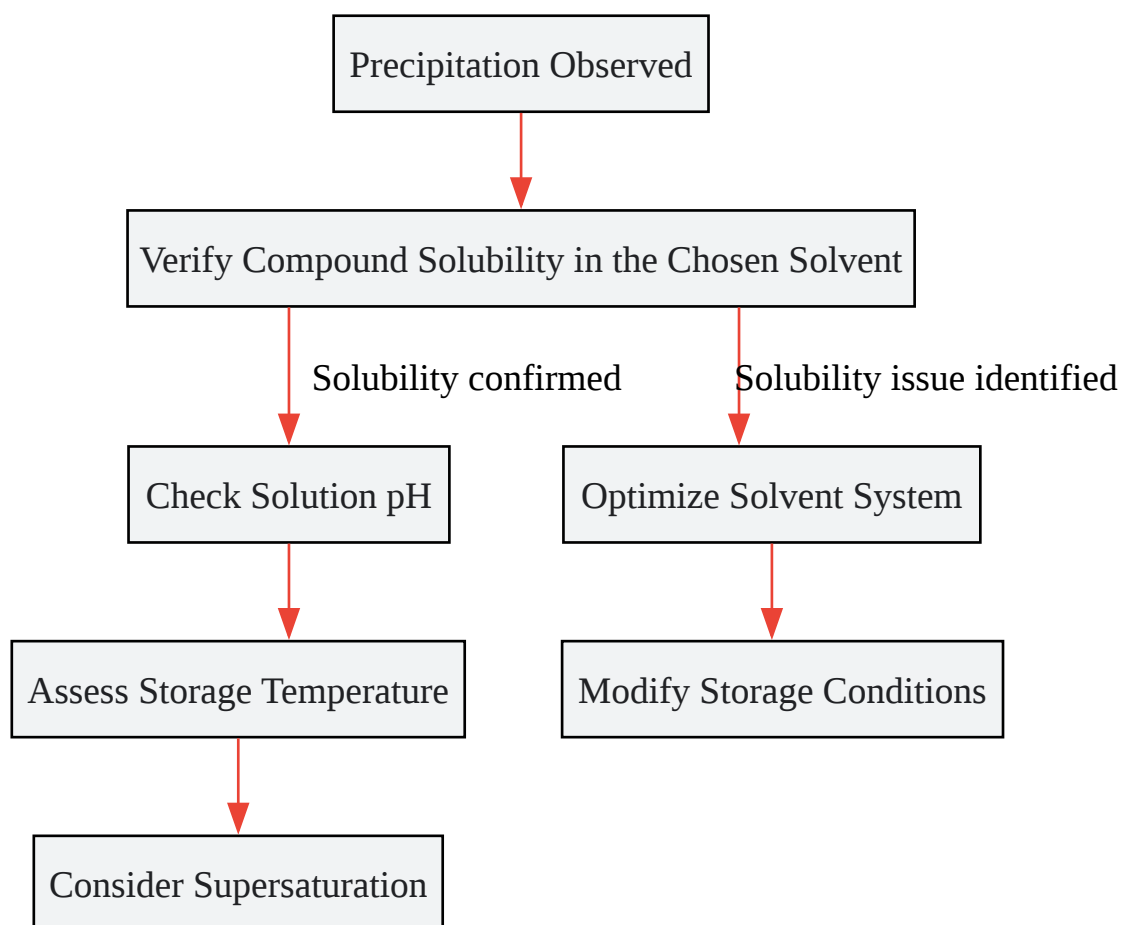 Precipitation Observed
Verify Compound Solubility in the Chosen Solvent
Solubility confirmed
Solubility issue identified
Check Solution pH
Optimize Solvent System
Assess Storage Temperature
Modify Storage Conditions
Consider Supersaturation